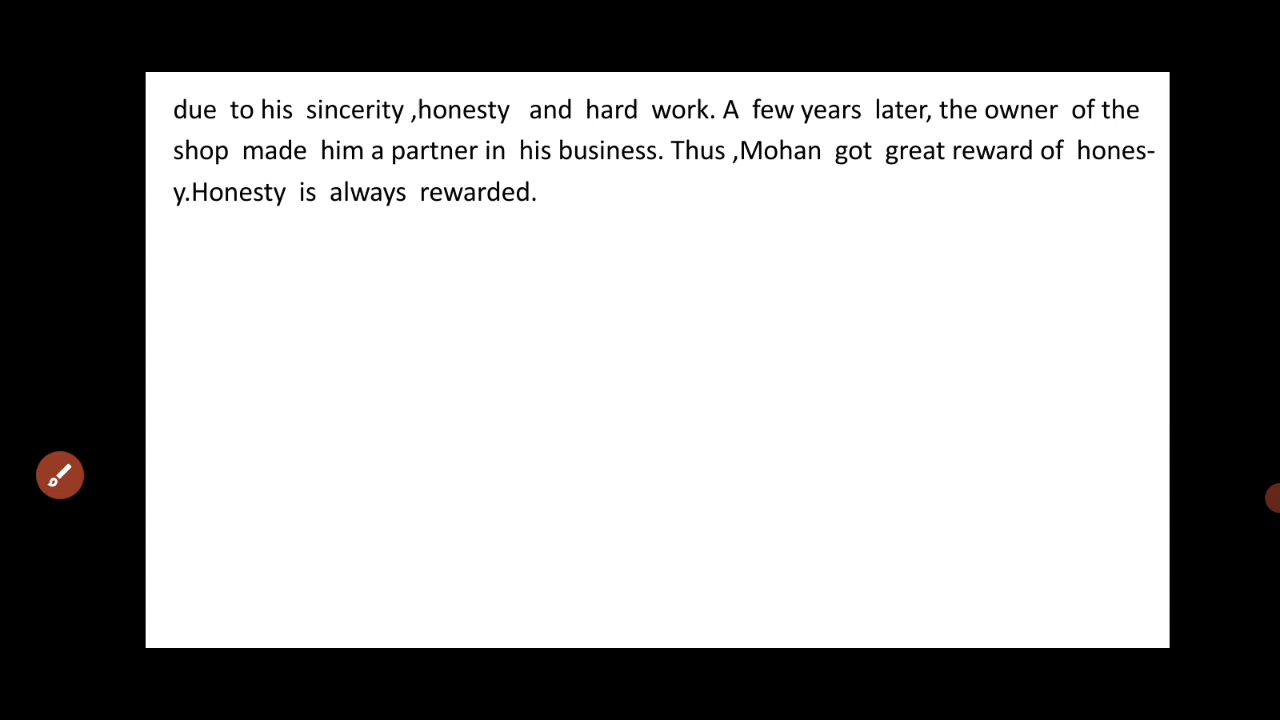 due to his sincerity ,honesty and hard work. A few years later, the owner of the
shop made him a partner in his business. Thus ,Mohan got great reward of hones-
y.Honesty is always rewarded.